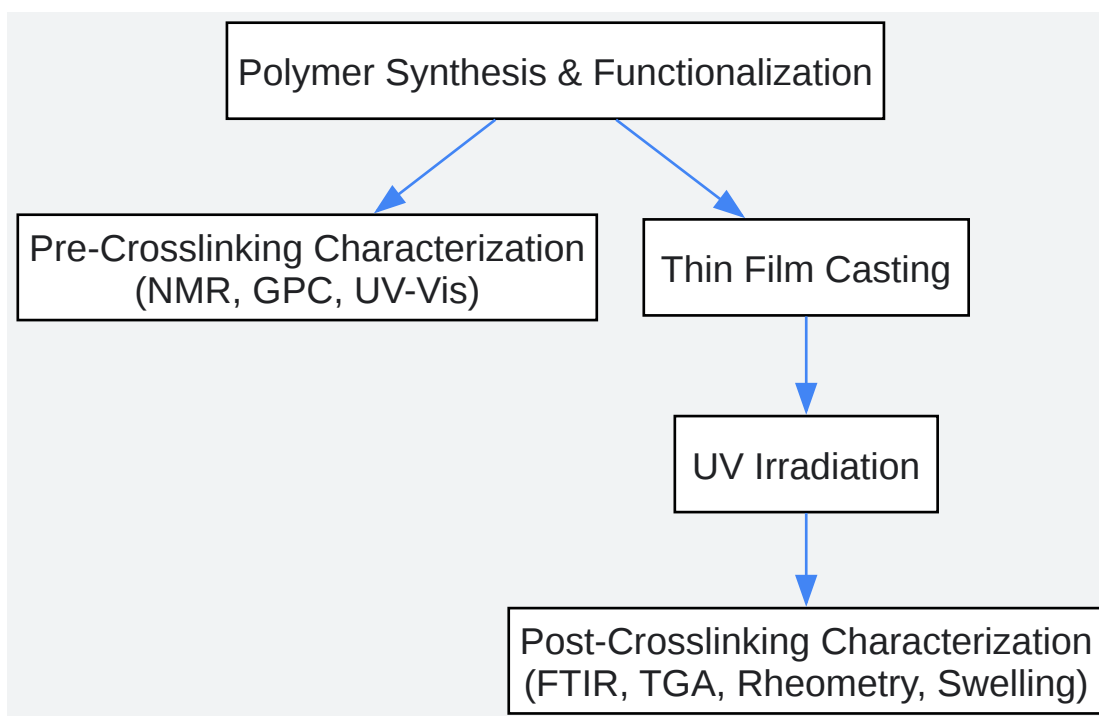 Polymer Synthesis & Functionalization
Pre-Crosslinking Characterization
(NMR, GPC, UV-Vis)
Thin Film Casting
UV Irradiation
Post-Crosslinking Characterization
(FTIR, TGA, Rheometry, Swelling)